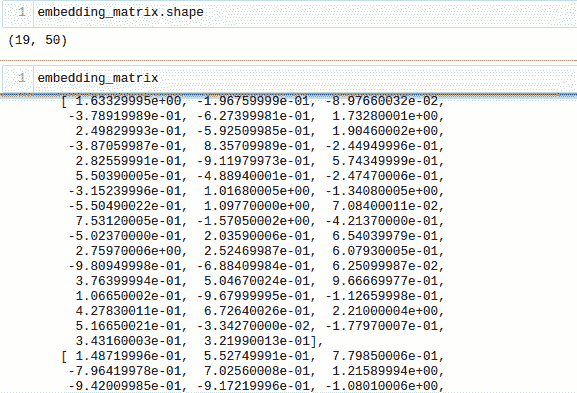 1 embedding_matrix.shape
(19, 50)
1 embedding_matrix
[ 1.63329995e+00, -1.96759999e-01, -8.97660032e-02,
-3.78919989e-01, -6.27399981e-01, 1.73280001e+00,
2.49829993e-01, -5.92509985e-01, 1.90460002e+00,
-3.87059987e-01, 8.35709989e-01, -2.44949996e-01,
2.82559991e-01, -9.11979973e-01, 5.74344999e-01,
5.50390005e-01, -4.88940001e-01, -2.47470006e-01,
-3.15239996e-01, 1.01680005e+00, -1.34080005e+00,
-5.50490022e-01, 1.09770000e+00, 7.08400011e-02,
7.53120005e-01, -1.57050002e+00, -4.21370000e-01,
-5.02370000e-01, 2.03590006e-01, 6.54039979e-01,
2.75970006e+00, 2.52469987e-01, 6.07930005e-01,
-9.80949998e-01, -6.88409984e-01, 6.25099987e-02,
3.76399994e-01, 5.04670024e-01, 9.66669977e-01,
1.06650002e-01, -9.67999995e-01, -1.12659998e-01,
4.27830011e-01, 6.72640026e-01, 2.21000004e+00,
5.16650021e-01, -3.34270000e-02, -1.77970007e-01,
3.43160003e-01, 3.21990013e-01],
[ 1.48719996e-01, 5.52749991e-01, 7.79850006e-01,
-7.96419978e-01, 7.02560008e-01, 1.21589994e+00,
-9.42009985e-01, -9.17219996e-01, -1.08010006e+00,